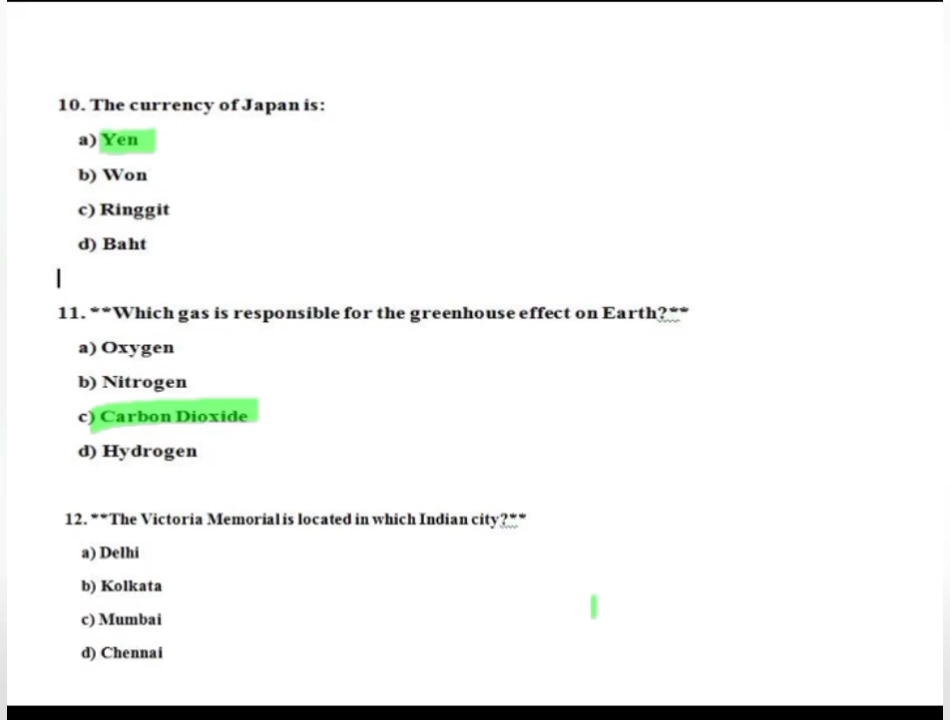 10. The currency of Japan is:
a) Yen
b) Won
c) Ringgit
d) Baht
11. **Which gas is responsible for the greenhouse effect on Earth?**
a) Oxygen
b) Nitrogen
c) Carbon Dioxide
d) Hydrogen
12. **The Victoria Memorial is located in which Indian city?**
a) Delhi
b) Kolkata
c) Mumbai
d) Chennai